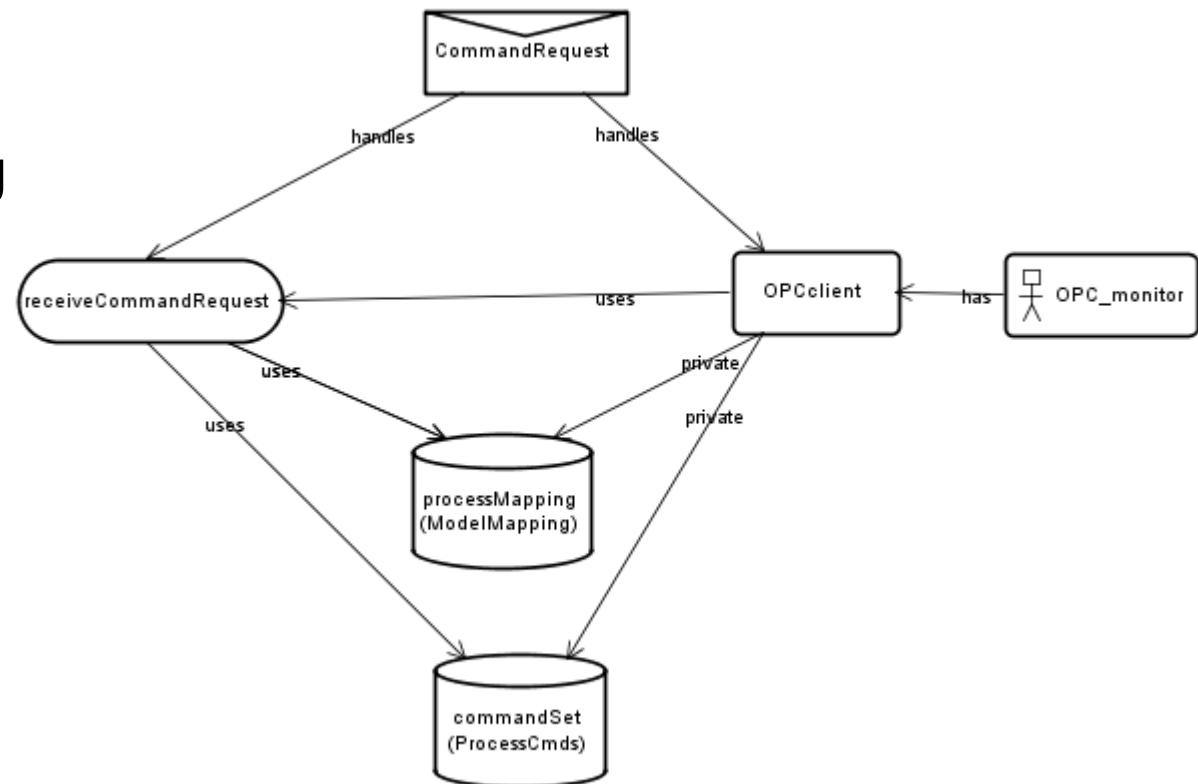 CommandRequest
handles
handles
g
receiveCommandRequest
uses
OPCclient
has
OPC_monitor
uses
private
uses
private
processMapping
(ModelMapping)
commandSet
(ProcessCmds)